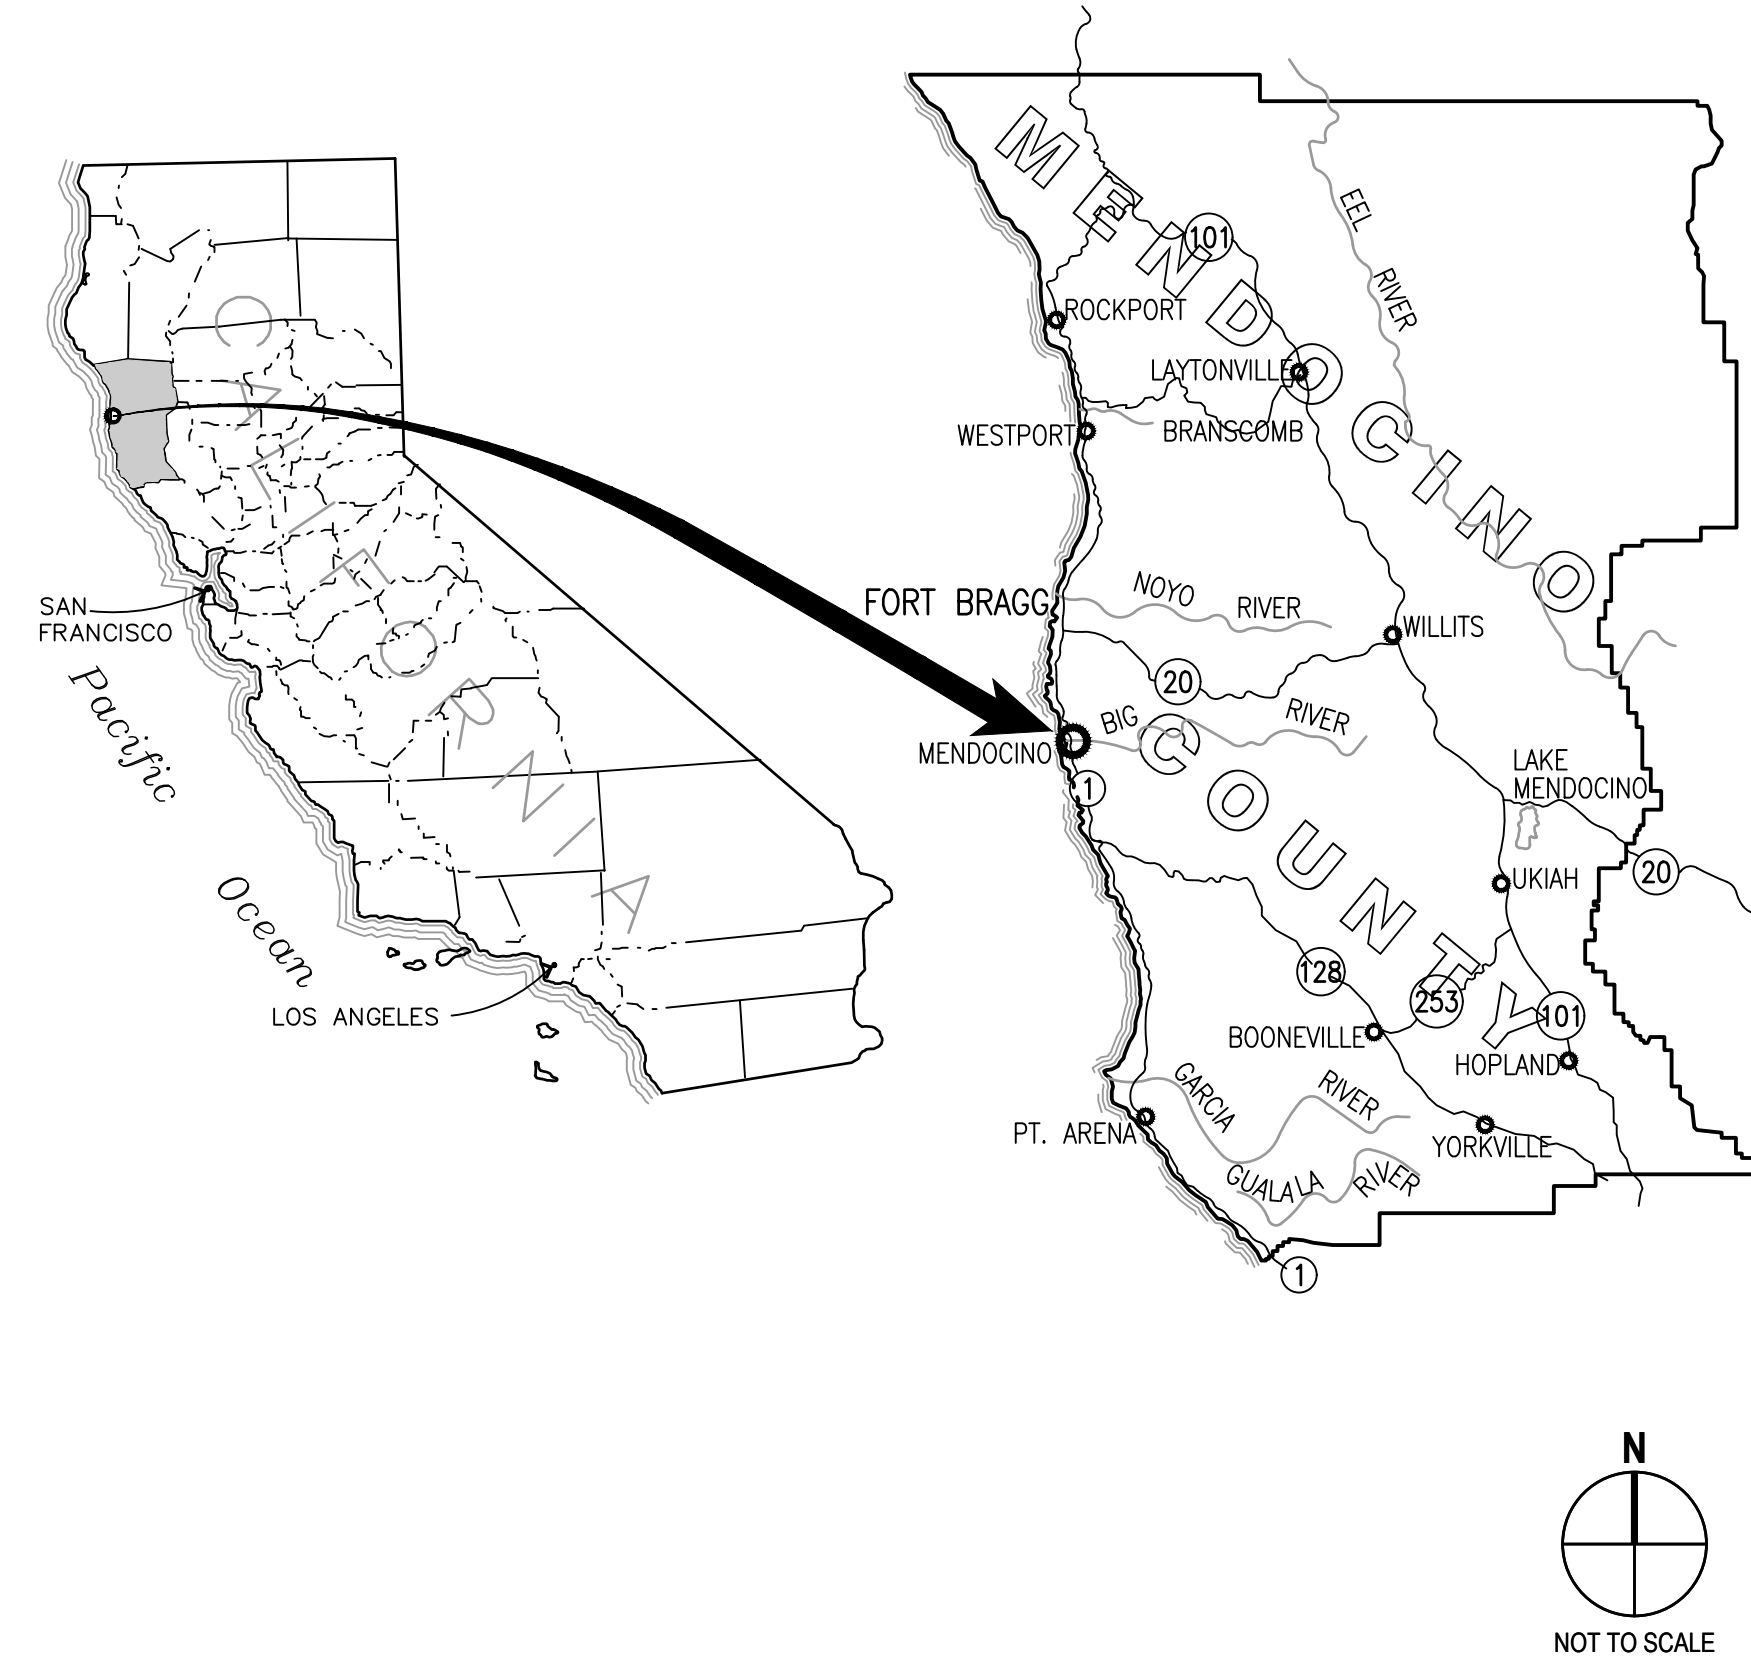 CALIFORNIA
SAN
FRANCISCO
Pacific
Ocean
LOS ANGELES
MENDOCINO
COUNTY
101
EEL
RIVER
ROCKPORT
LAYTONVILLE
WESTPORT
BRANSCOMB
FORT BRAGG
NOYO
RIVER
WILLITS
20
BIG
RIVER
MENDOCINO
1
LAKE
MENDOCINO
20
UKIAH
128
253
101
BOONEVILLE
HOPLAND
GARCIA
RIVER
PT. ARENA
YORKVILLE
GUALALA
RIVER
1
N
NOT TO SCALE